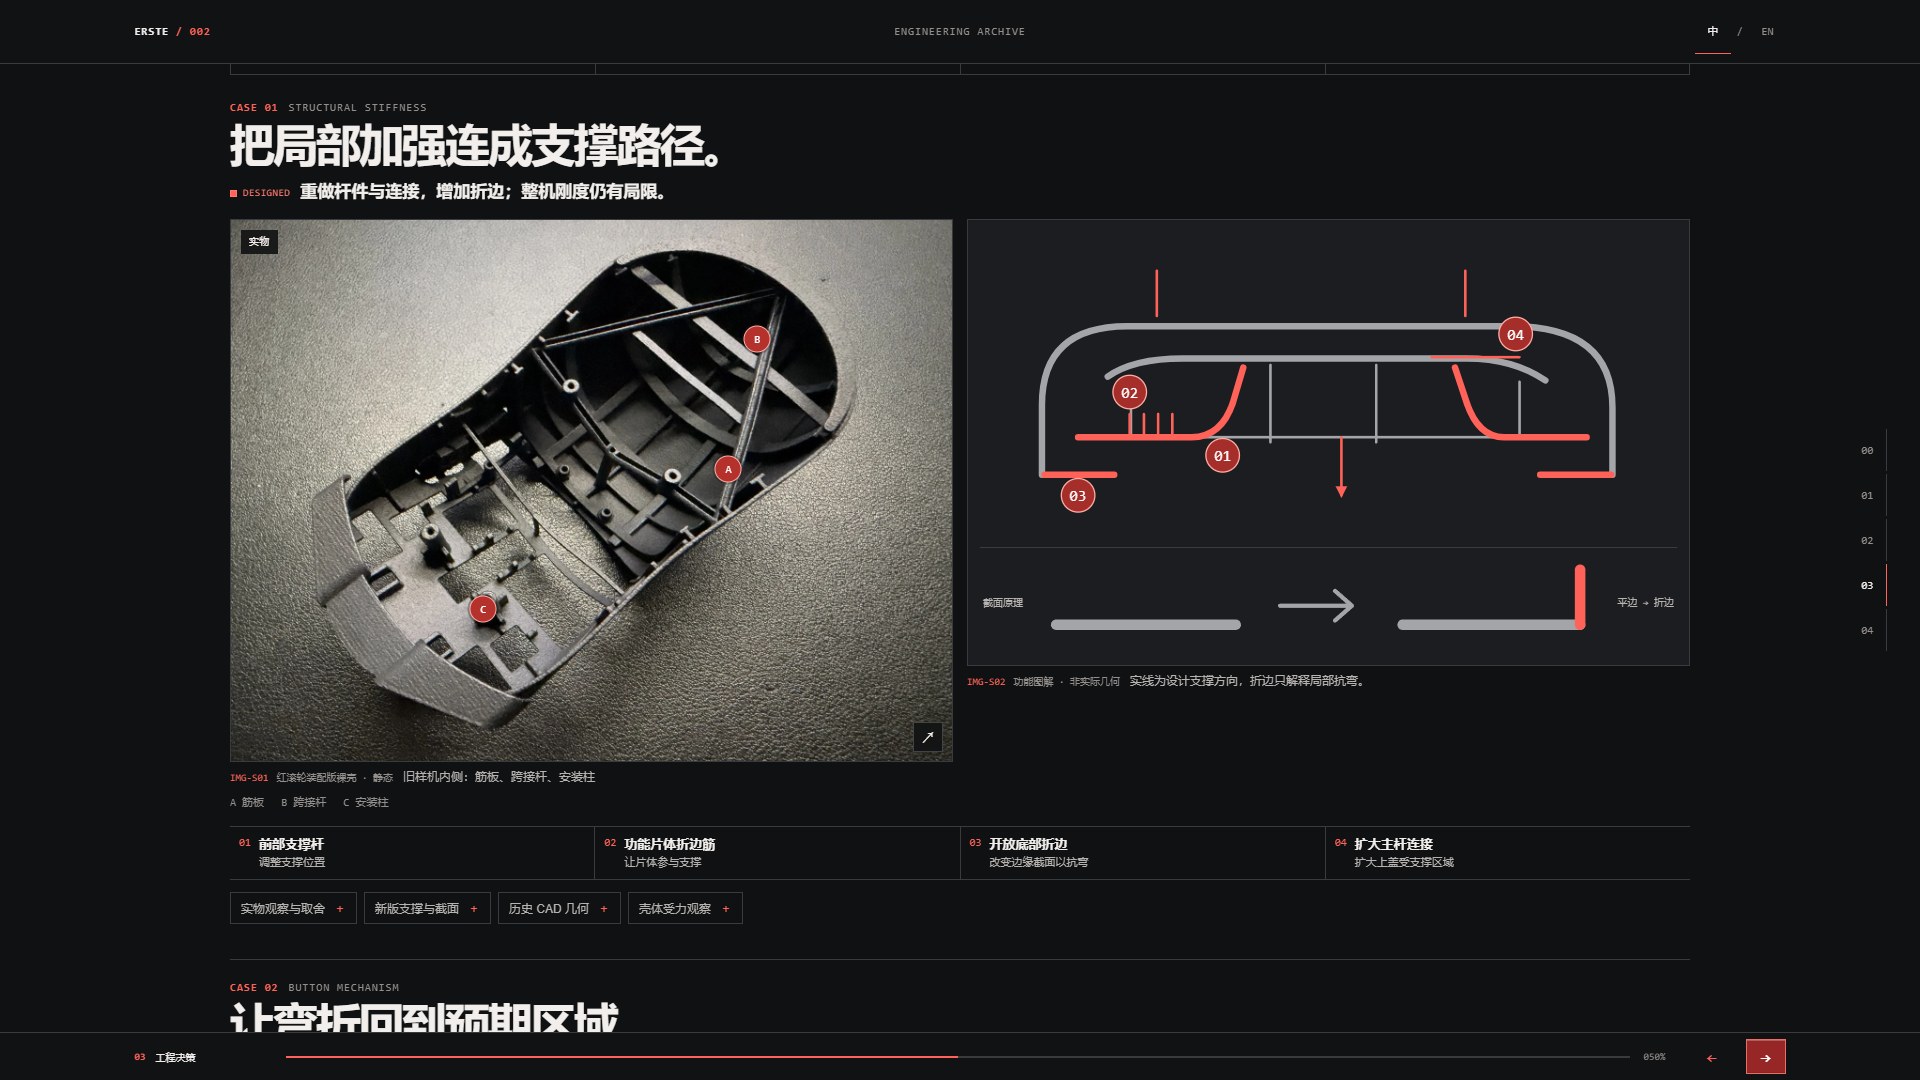 ERSTE / 002
ENGINEERING ARCHIVE
中 / EN
CASE 01 STRUCTURAL STIFFNESS
把局部加强连成支撑路径。
DESIGNED 重做杆件与连接，增加折边；整机刚度仍有局限。
实物
B
A
C
04
02
01
03
截面原理
平边 → 折边
IMG-S02 功能图解 · 非实际几何 实线为设计支撑方向，折边只解释局部抗弯。
IMG-S01 红滚轮装配版裸壳 · 静态 旧样机内侧：筋板、跨接杆、安装柱
A 筋板 B 跨接杆 C 安装柱
01 前部支撑杆
调整支撑位置
02 功能片体折边筋
让片体参与支撑
03 开放底部折边
改变边缘截面以抗弯
04 扩大主杆连接
扩大上盖受支撑区域
实物观察与取舍 +
新版支撑与截面 +
历史 CAD 几何 +
壳体受力观察 +
CASE 02 BUTTON MECHANISM
让弯折回到预期区域
00
01
02
03
04
03 工程决策
050%
← →